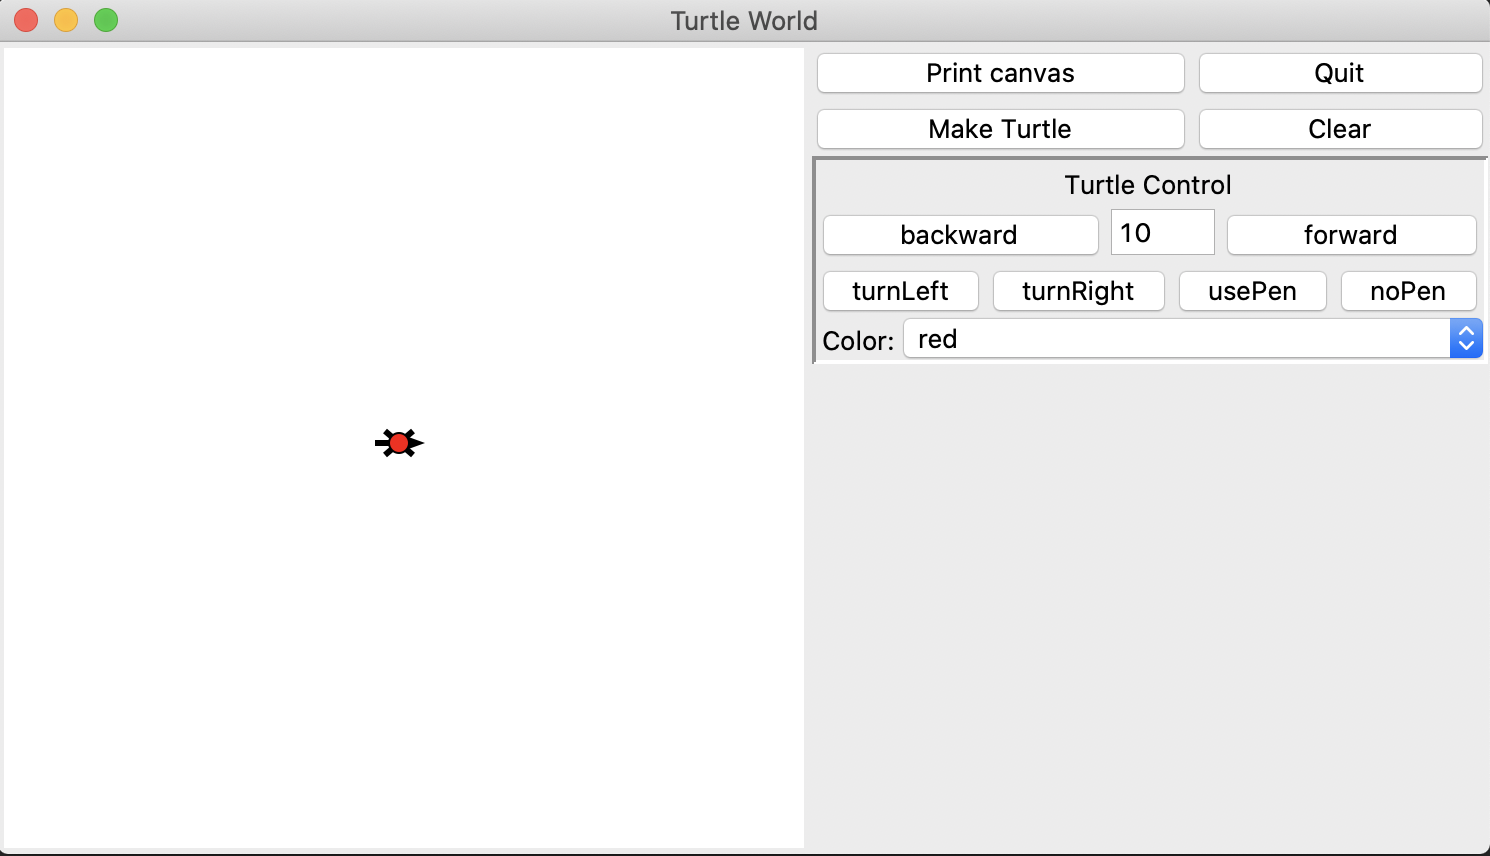 Turtle World
Print canvas Quit
Make Turtle Clear
Turtle Control
backward 10 forward
turnLeft turnRight usePen noPen
Color: red